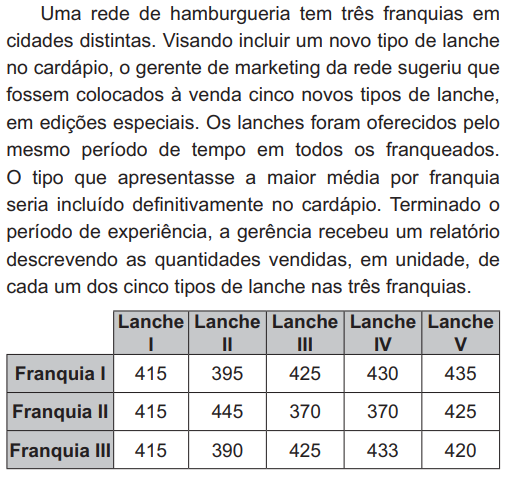 Uma rede de hamburgueria tem três franquias em
cidades distintas. Visando incluir um novo tipo de lanche
no cardápio, o gerente de marketing da rede sugeriu que
fossem colocados à venda cinco novos tipos de lanche,
em edições especiais. Os lanches foram oferecidos pelo
mesmo período de tempo em todos os franqueados.
O tipo que apresentasse a maior média por franquia
seria incluído definitivamente no cardápio. Terminado o
período de experiência, a gerência recebeu um relatório
descrevendo as quantidades vendidas, em unidade, de
cada um dos cinco tipos de lanche nas três franquias.
Lanche Lanche Lanche Lanche Lanche
I II III IV V
Franquia I 415 395 425 430 435
Franquia II 415 445 370 370 425
Franquia III 415 390 425 433 420